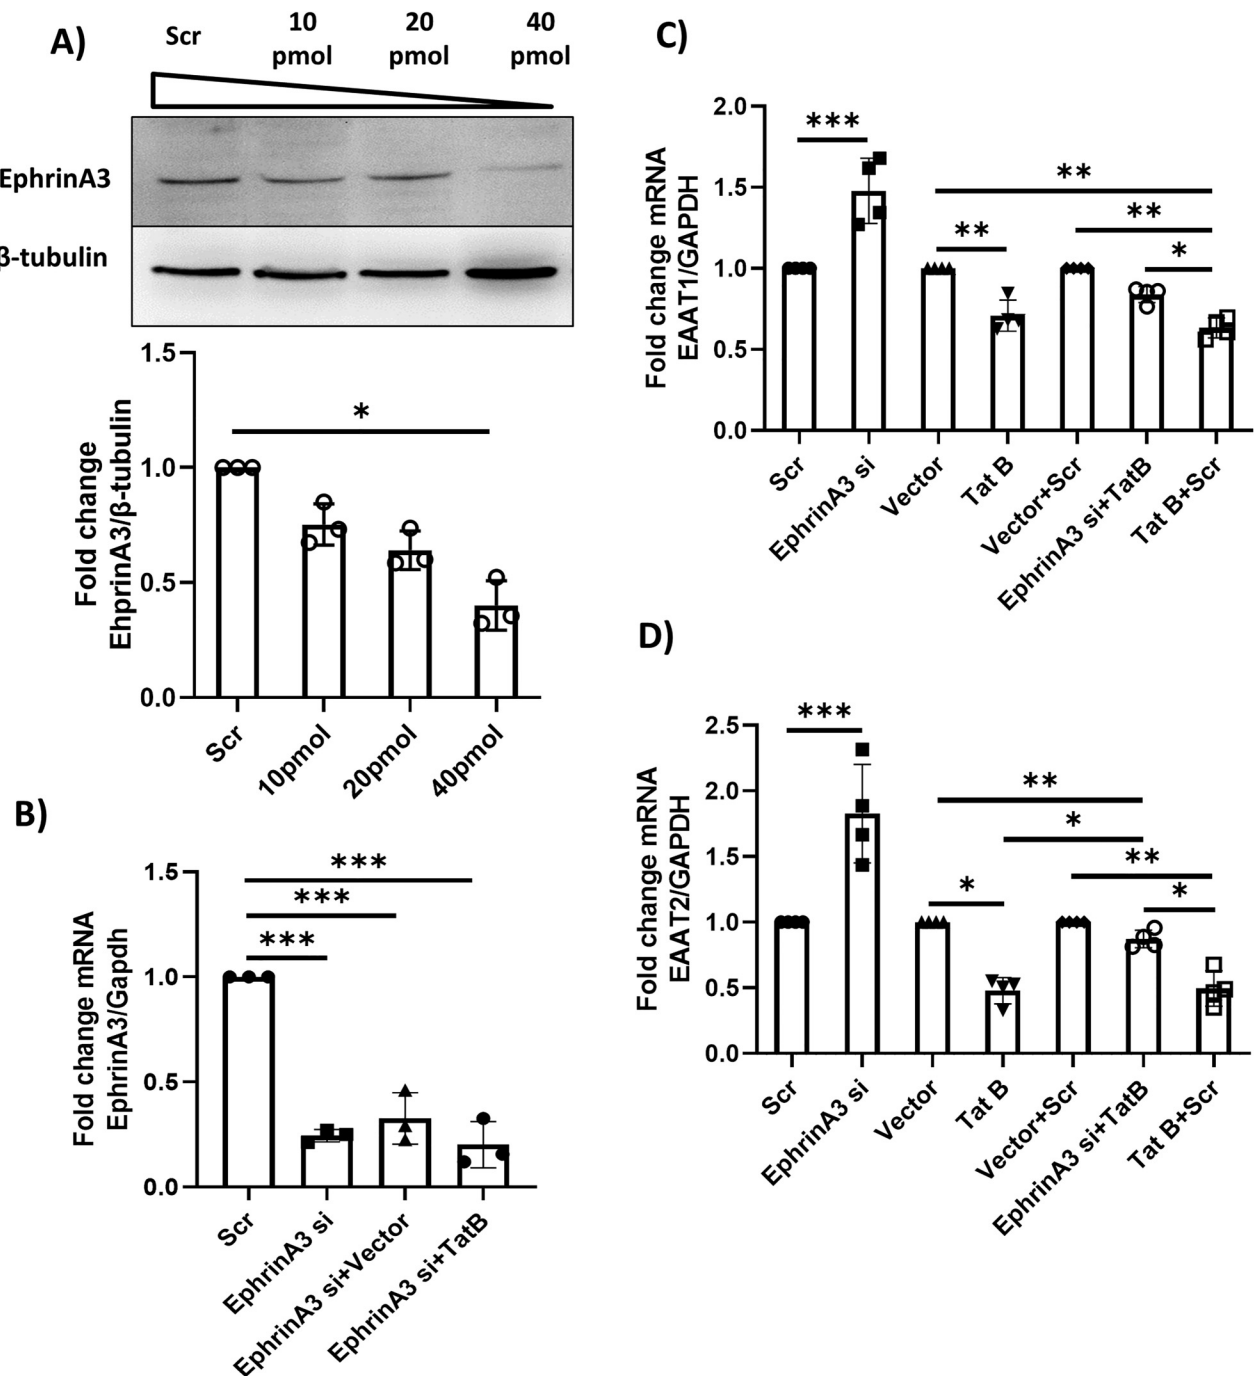 A)
Scr
10
pmol
20
pmol
40
pmol
EphrinA3
β-tubulin
Fold change
EhprinA3/β-tubulin
1.5
1.0
0.5
0.0
*
Scr
10pmol
20pmol
40pmol
B)
Fold change mRNA
EphrinA3/Gapdh
1.5
1.0
0.5
0.0
***
***
***
Scr
EphrinA3 si
EphrinA3 si+Vector
EphrinA3 si+TatB
C)
Fold change mRNA
EAAT1/GAPDH
2.0
1.5
1.0
0.5
0.0
***
**
**
**
*
Scr
EphrinA3 si
Vector
Tat B
Vector+Scr
EphrinA3 si+TatB
Tat B+Scr
D)
Fold change mRNA
EAAT2/GAPDH
2.5
2.0
1.5
1.0
0.5
0.0
***
**
*
**
*
*
Scr
EphrinA3 si
Vector
Tat B
Vector+Scr
EphrinA3 si+TatB
Tat B+Scr